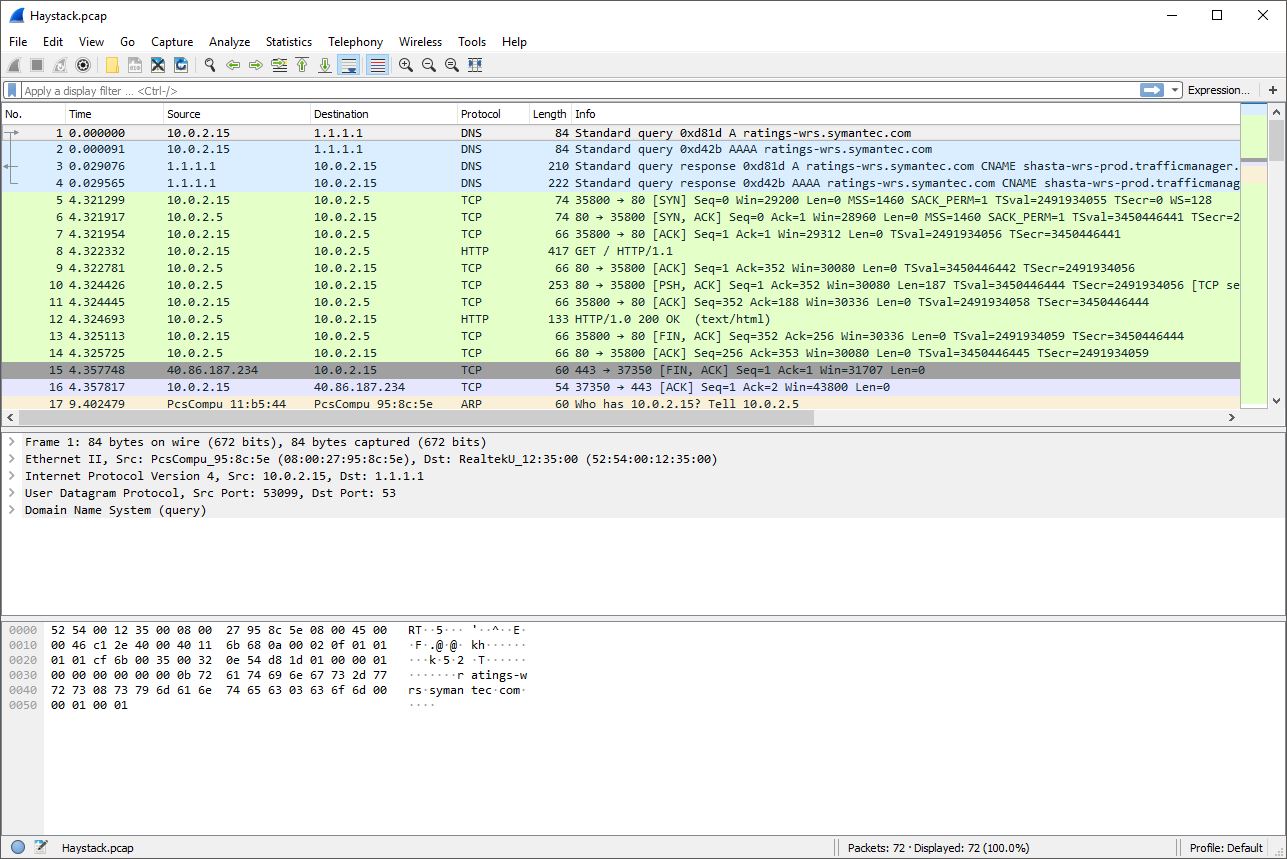 Haystack.pcap
File Edit View Go Capture Analyze Statistics Telephony Wireless Tools Help
Apply a display filter ... <Ctrl-/> Expression... +
No. Time Source Destination Protocol Length Info
1 0.000000 10.0.2.15 1.1.1.1 DNS 84 Standard query 0xd81d A ratings-wrs.symantec.com
2 0.000091 10.0.2.15 1.1.1.1 DNS 84 Standard query 0xd42b AAAA ratings-wrs.symantec.com
3 0.029076 1.1.1.1 10.0.2.15 DNS 210 Standard query response 0xd81d A ratings-wrs.symantec.com CNAME shasta-wrs-prod.trafficmanager.
4 0.029565 1.1.1.1 10.0.2.15 DNS 222 Standard query response 0xd42b AAAA ratings-wrs.symantec.com CNAME shasta-wrs-prod.trafficmanag
5 4.321299 10.0.2.15 10.0.2.5 TCP 74 35800 → 80 [SYN] Seq=0 Win=29200 Len=0 MSS=1460 SACK_PERM=1 TSval=2491934055 TSecr=0 WS=128
6 4.321917 10.0.2.5 10.0.2.15 TCP 74 80 → 35800 [SYN, ACK] Seq=0 Ack=1 Win=28960 Len=0 MSS=1460 SACK_PERM=1 TSval=3450446441 TSecr=2
7 4.321954 10.0.2.15 10.0.2.5 TCP 66 35800 → 80 [ACK] Seq=1 Ack=1 Win=29312 Len=0 TSval=2491934056 TSecr=3450446441
8 4.322332 10.0.2.15 10.0.2.5 HTTP 417 GET / HTTP/1.1
9 4.322781 10.0.2.5 10.0.2.15 TCP 66 80 → 35800 [ACK] Seq=1 Ack=352 Win=30080 Len=0 TSval=3450446442 TSecr=2491934056
10 4.324426 10.0.2.5 10.0.2.15 TCP 253 80 → 35800 [PSH, ACK] Seq=1 Ack=352 Win=30080 Len=187 TSval=3450446444 TSecr=2491934056 [TCP se
11 4.324445 10.0.2.15 10.0.2.5 TCP 66 35800 → 80 [ACK] Seq=352 Ack=188 Win=30336 Len=0 TSval=2491934058 TSecr=3450446444
12 4.324693 10.0.2.5 10.0.2.15 HTTP 133 HTTP/1.0 200 OK (text/html)
13 4.325113 10.0.2.15 10.0.2.5 TCP 66 35800 → 80 [FIN, ACK] Seq=352 Ack=256 Win=30336 Len=0 TSval=2491934059 TSecr=3450446444
14 4.325725 10.0.2.5 10.0.2.15 TCP 66 80 → 35800 [ACK] Seq=256 Ack=353 Win=30080 Len=0 TSval=3450446445 TSecr=2491934059
15 4.357748 40.86.187.234 10.0.2.15 TCP 60 443 → 37350 [FIN, ACK] Seq=1 Ack=1 Win=31707 Len=0
16 4.357817 10.0.2.15 40.86.187.234 TCP 54 37350 → 443 [ACK] Seq=1 Ack=2 Win=43800 Len=0
17 9.402479 PcsCompu_11:b5:44 PcsCompu_95:8c:5e ARP 60 Who has 10.0.2.15? Tell 10.0.2.5
Frame 1: 84 bytes on wire (672 bits), 84 bytes captured (672 bits)
Ethernet II, Src: PcsCompu_95:8c:5e (08:00:27:95:8c:5e), Dst: RealtekU_12:35:00 (52:54:00:12:35:00)
Internet Protocol Version 4, Src: 10.0.2.15, Dst: 1.1.1.1
User Datagram Protocol, Src Port: 53099, Dst Port: 53
Domain Name System (query)
0000 52 54 00 12 35 00 08 00 27 95 8c 5e 08 00 45 00 RT··5··· '··^··E·
0010 00 46 c1 2e 40 00 40 11 6b 68 0a 00 02 0f 01 01 ·F·.@·@· kh······
0020 01 01 cf 6b 00 35 00 32 0e 54 d8 1d 01 00 00 01 ···k·5·2 ·T······
0030 00 00 00 00 00 00 0b 72 61 74 69 6e 67 73 2d 77 ·······r atings-w
0040 72 73 08 73 79 6d 61 6e 74 65 63 03 63 6f 6d 00 rs·syman tec·com·
0050 00 01 00 01 ····
Haystack.pcap Packets: 72 · Displayed: 72 (100.0%) Profile: Default